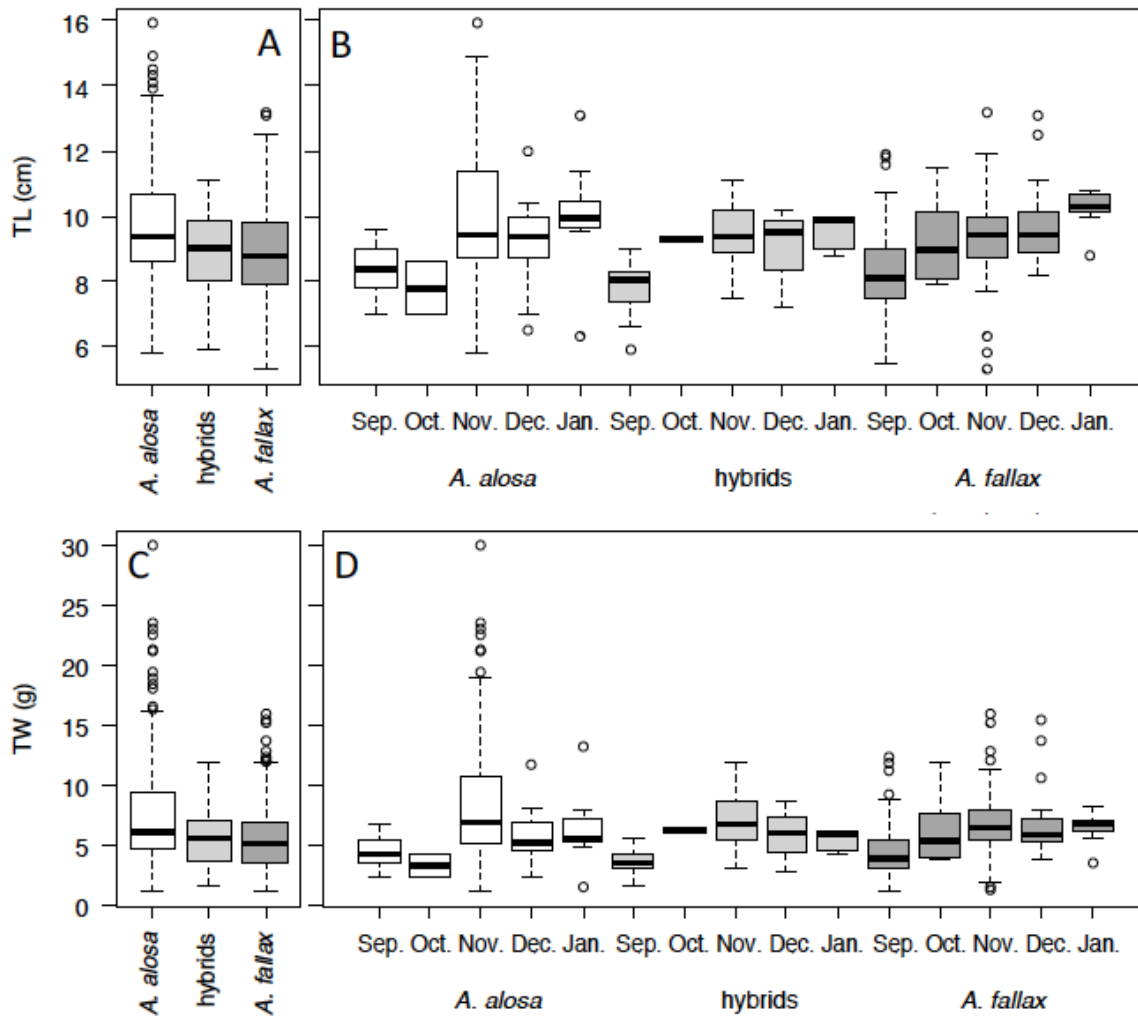 A
B
TL (cm)
16
14
12
10
8
6
A. alosa
hybrids
A. fallax
Sep. Oct. Nov. Dec. Jan. Sep. Oct. Nov. Dec. Jan. Sep. Oct. Nov. Dec. Jan.
A. alosa hybrids A. fallax
C
D
TW (g)
30
25
20
15
10
5
0
A. alosa
hybrids
A. fallax
Sep. Oct. Nov. Dec. Jan. Sep. Oct. Nov. Dec. Jan. Sep. Oct. Nov. Dec. Jan.
A. alosa hybrids A. fallax